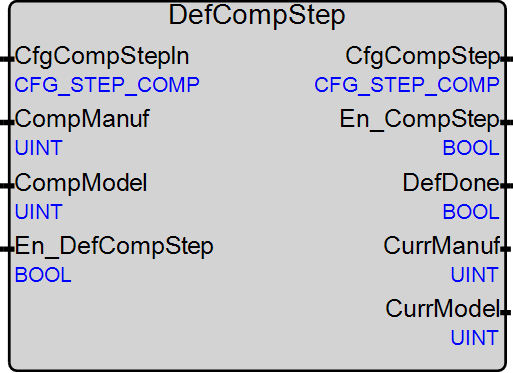 DefCompStep
CfgCompStepIn CfgCompStep
CFG_STEP_COMP CFG_STEP_COMP
CompManuf En_CompStep
UINT BOOL
CompModel DefDone
UINT BOOL
En_DefCompStep CurrManuf
BOOL UINT
CurrModel
UINT